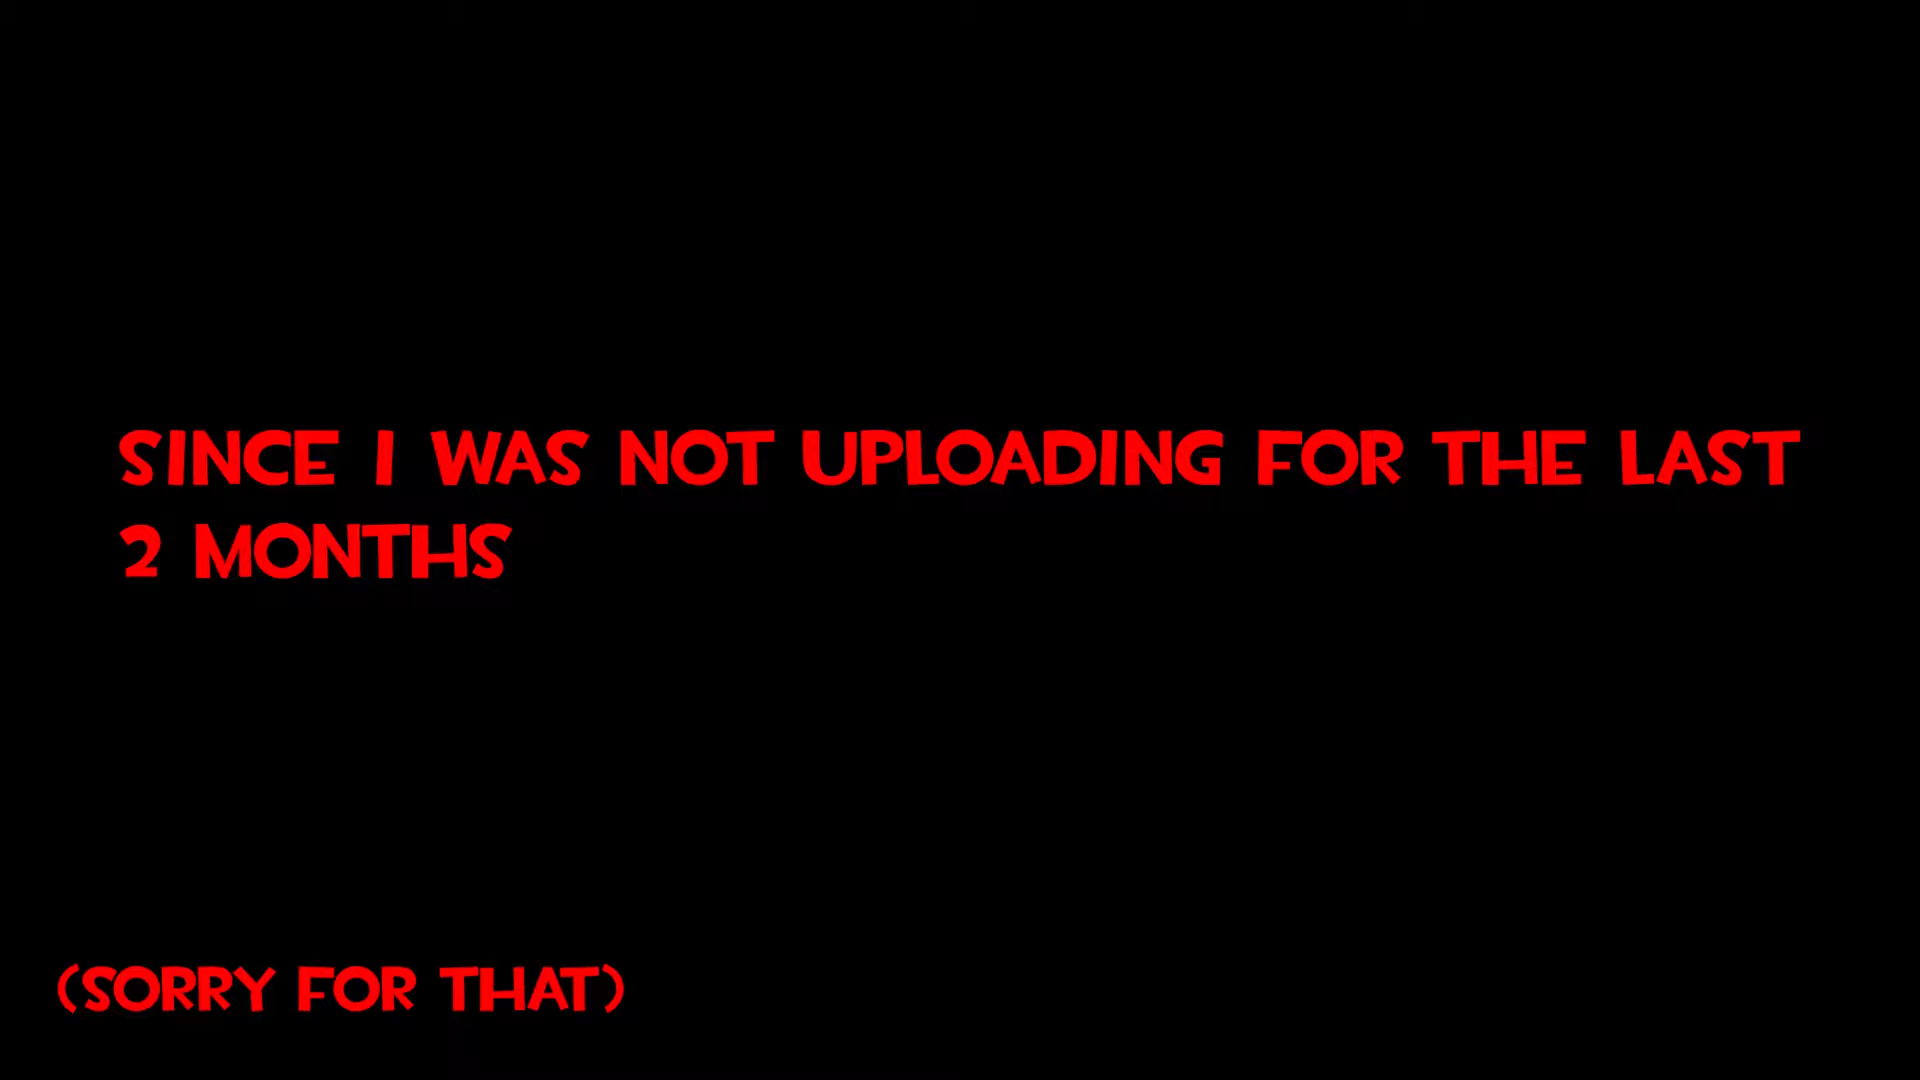 SINCE I WAS NOT UPLOADING FOR THE LAST
2 MONTHS
(SORRY FOR THAT)